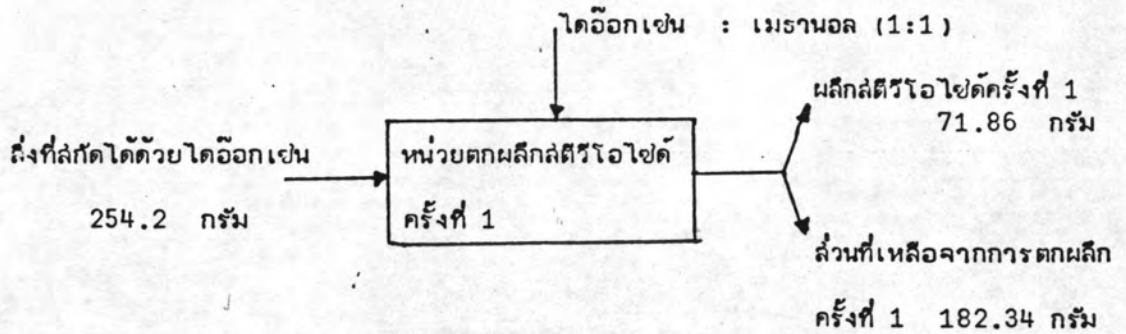 ไดอ๊อกเซน : เมธานอล (1:1)
ผลึกสตีวิโอไซด์ครั้งที่ 1
71.86 กรัม
สิ่งที่สกัดได้ด้วยไดอ๊อกเซน
254.2 กรัม
หน่วยตกผลึกสตีวิโอไซด์
ครั้งที่ 1
ส่วนที่เหลือจากการตกผลึก
ครั้งที่ 1 182.34 กรัม